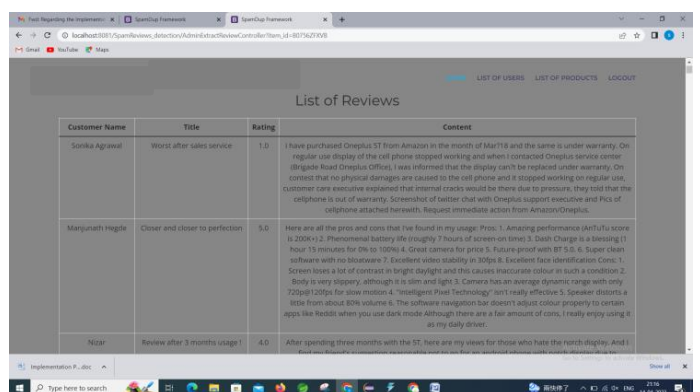 Fwd: Regarding the Implementati
SpamDup Framework
SpamDup Framework
localhost:8081/SpamReviews_detection/AdminExtractReviewController?item_id=B0756ZFXVB
Gmail YouTube Maps
LIST OF USERS LIST OF PRODUCTS LOGOUT
List of Reviews
Customer Name Title Rating Content
Sonika Agrawal Worst after sales service 1.0 I have purchased Oneplus 5T from Amazon in the month of Mar?18 and the same is under warranty. On
regular use display of the cell phone stopped working and when I contacted Oneplus service center
(Brigade Road Oneplus Office), I was informed that the display can?t be replaced under warranty. On
contest that no physical damages are caused to the cell phone and it stopped working on regular use,
customer care executive explained that internal cracks would be there due to pressure, they told that the
cellphone is out of warranty. Screenshot of twitter chat with Oneplus support executive and Pics of
cellphone attached herewith. Request immediate action from Amazon/Oneplus.
Manjunath Hegde Closer and closer to perfection 5.0 Here are all the pros and cons that I've found in my usage: Pros: 1. Amazing performance (AnTuTu score
is 200K+) 2. Phenomenal battery life (roughly 7 hours of screen-on time) 3. Dash Charge is a blessing (1
hour 15 minutes for 0% to 100%) 4. Great camera for price 5. Future-proof with BT 5.0. 6. Super clean
software with no bloatware 7. Excellent video stability in 30fps 8. Excellent face identification Cons: 1.
Screen loses a lot of contrast in bright daylight and this causes inaccurate colour in such a condition 2.
Body is very slippery, although it is slim and light 3. Camera has an average dynamic range with only
720p@120fps for slow motion 4. "Intelligent Pixel Technology" isn't really effective 5. Speaker distorts a
little from about 80% volume 6. The software navigation bar doesn't adjust colour properly to certain
apps like Reddit when you use dark mode Although there are a fair amount of cons, I really enjoy using it
as my daily driver.
Nizar Review after 3 months usage ! 4.0 After spending three months with the 5T, here are my views for those who hate the notch display. And I
Implementation P....doc Show all
Type here to search ENG 21:16